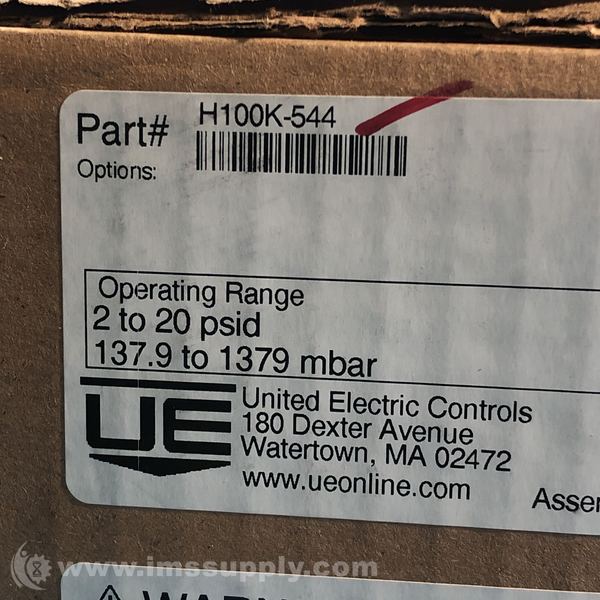 Part# H100K-544
Options:
Operating Range
2 to 20 psid
137.9 to 1379 mbar
UE
United Electric Controls
180 Dexter Avenue
Watertown, MA 02472
www.ueonline.com
www.imssupply.com